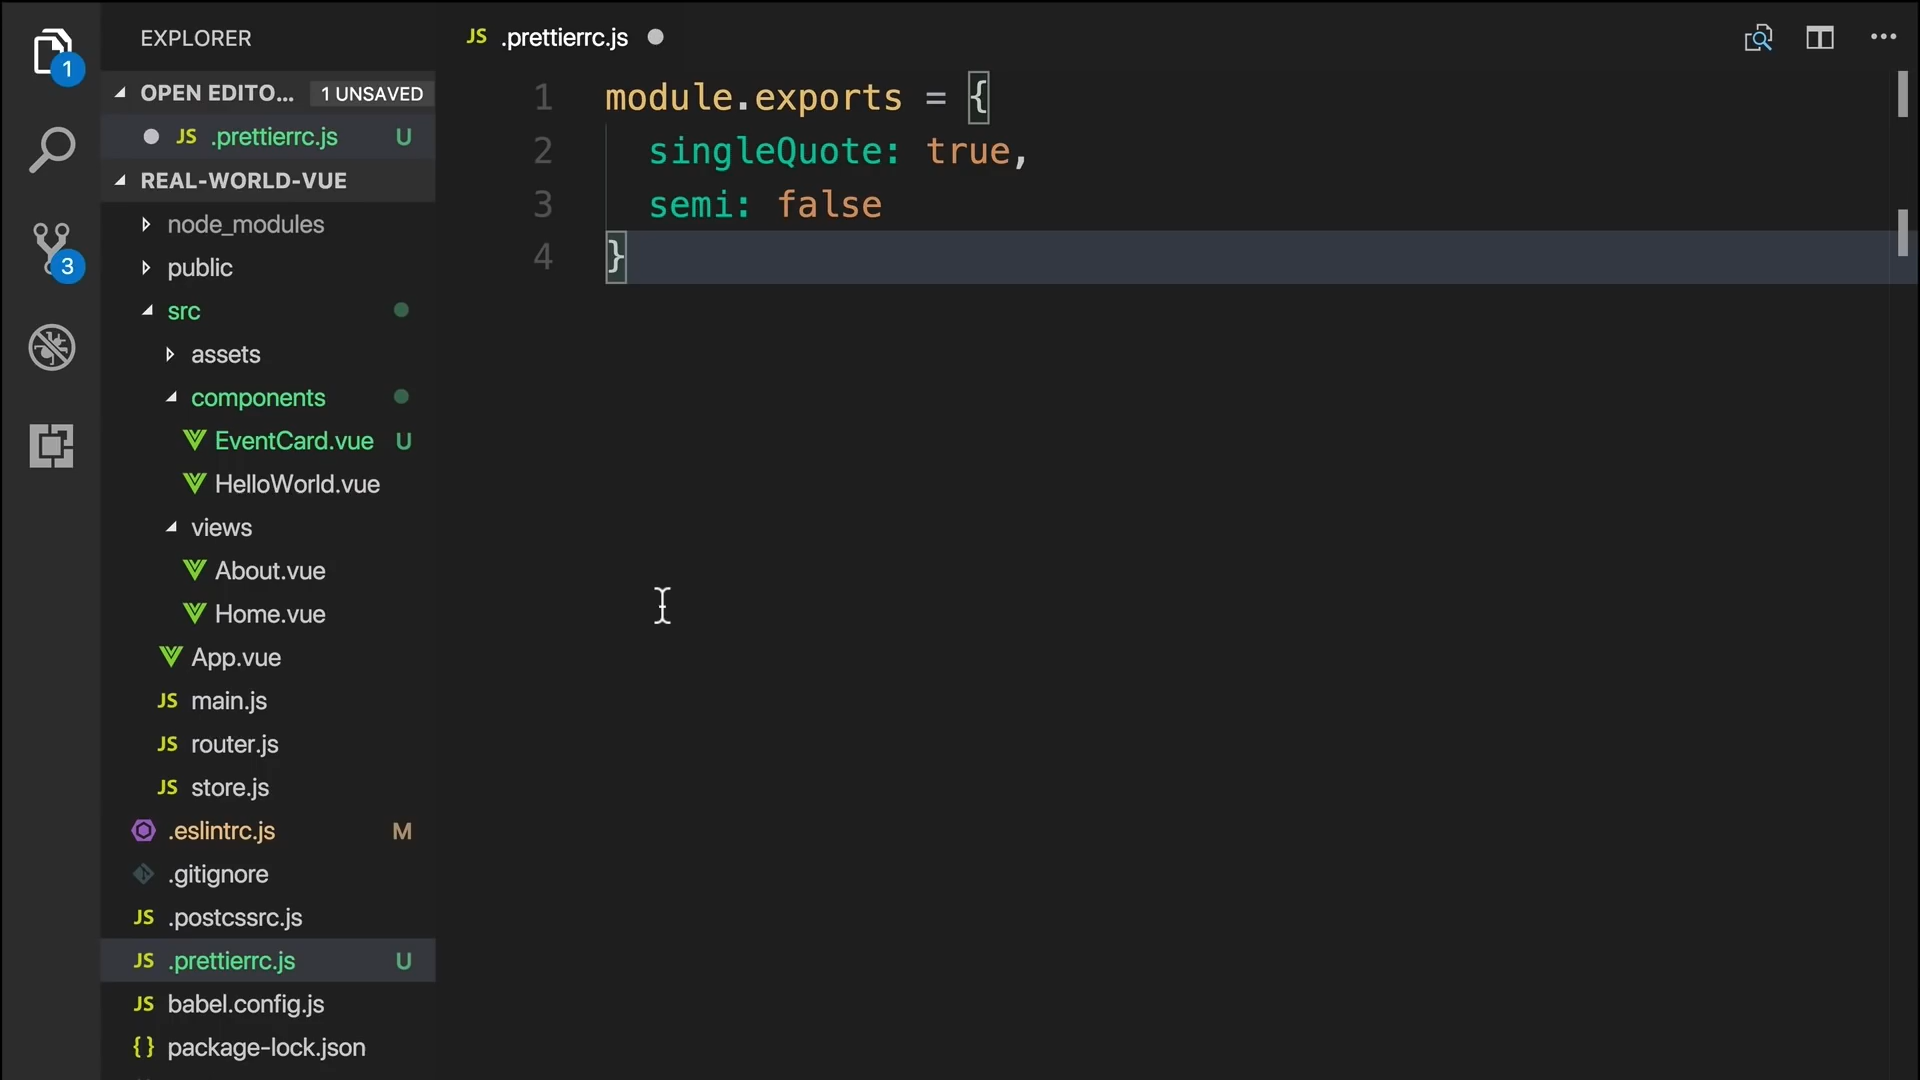 EXPLORER
OPEN EDITO... 1 UNSAVED
JS .prettierrc.js U
REAL-WORLD-VUE
node_modules
public
src
assets
components
EventCard.vue U
HelloWorld.vue
views
About.vue
Home.vue
App.vue
JS main.js
JS router.js
JS store.js
.eslintrc.js M
.gitignore
JS .postcssrc.js
JS .prettierrc.js U
JS babel.config.js
{} package-lock.json
1
3
JS .prettierrc.js
1 module.exports = {
2 singleQuote: true,
3 semi: false
4 }